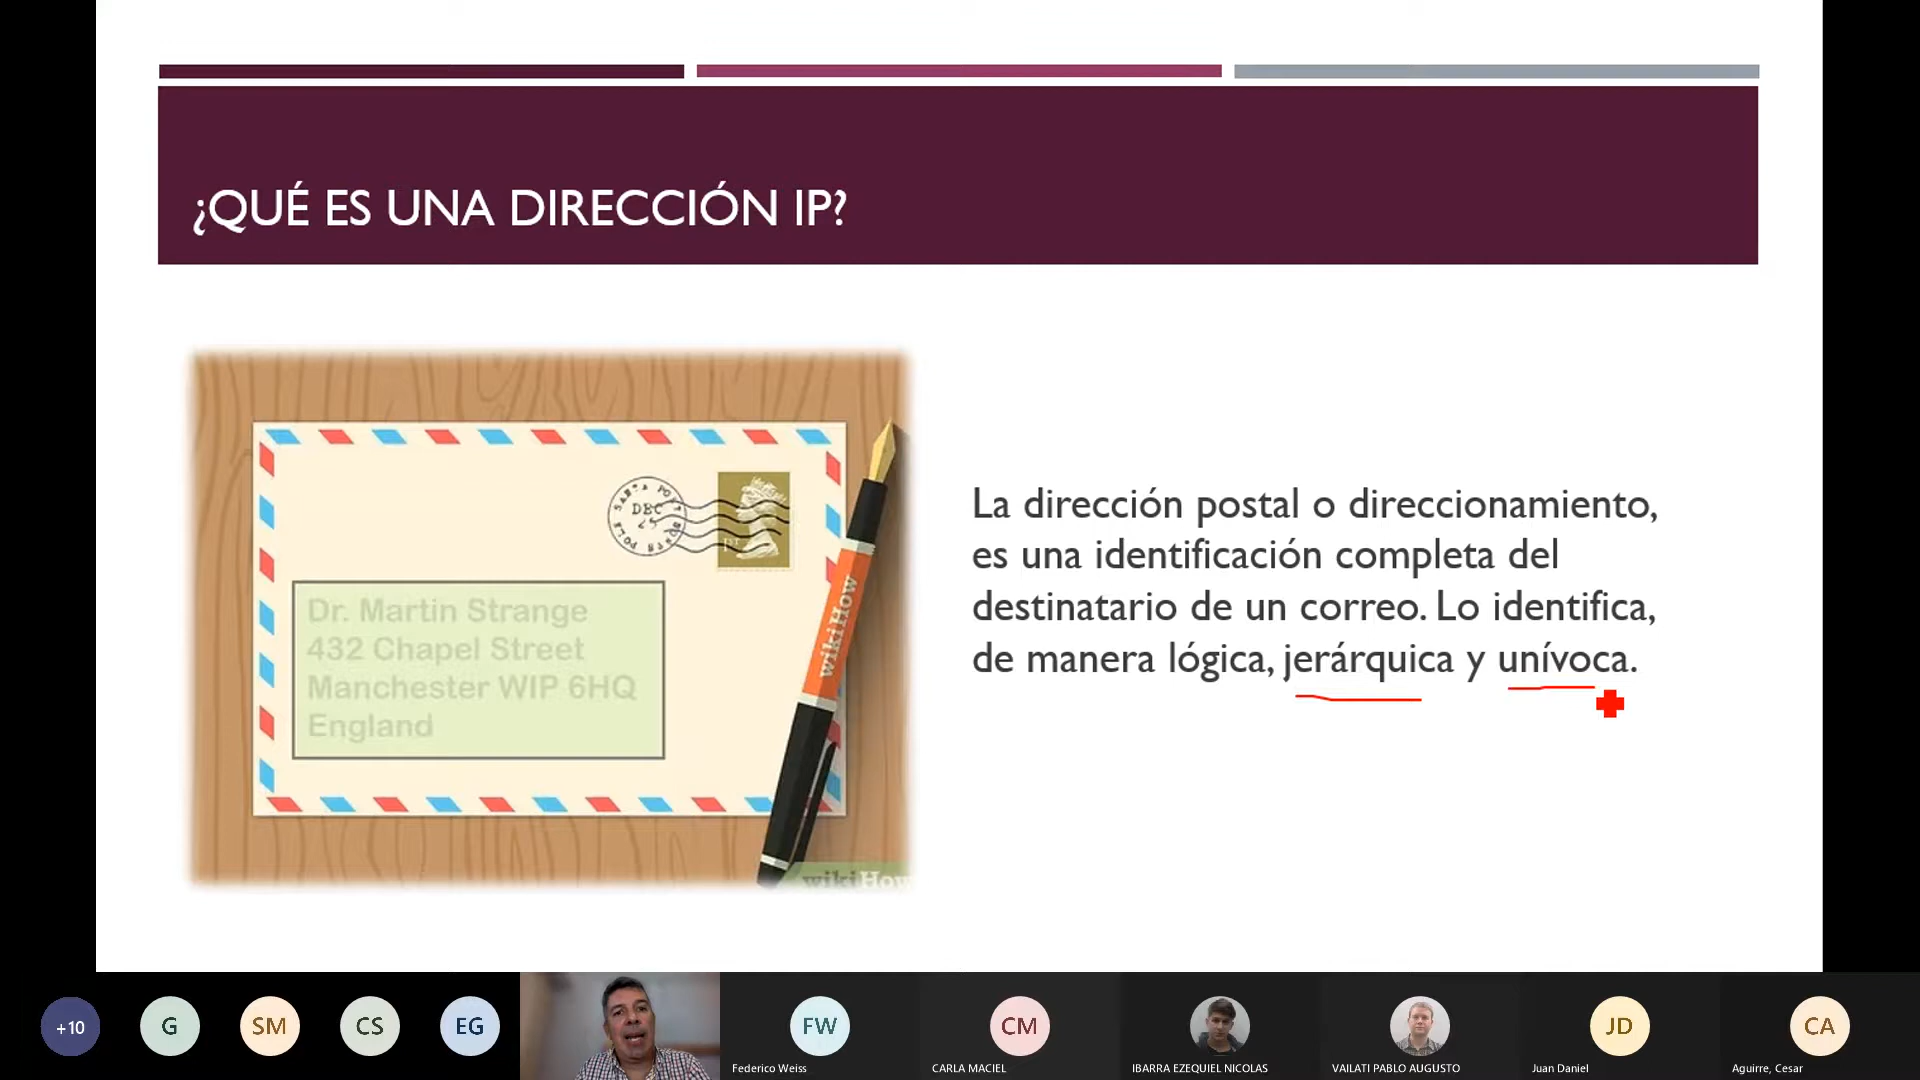 ¿QUÉ ES UNA DIRECCIÓN IP?
DEC
Dr. Martin Strange
432 Chapel Street
Manchester WIP 6HQ
England
wikiHow
wikiHow
La dirección postal o direccionamiento,
es una identificación completa del
destinatario de un correo. Lo identifica,
de manera lógica, jerárquica y unívoca.
+10
G
SM
CS
EG
FW
Federico Weiss
CM
CARLA MACIEL
IBARRA EZEQUIEL NICOLAS
VAILATI PABLO AUGUSTO
JD
Juan Daniel
CA
Aguirre, Cesar